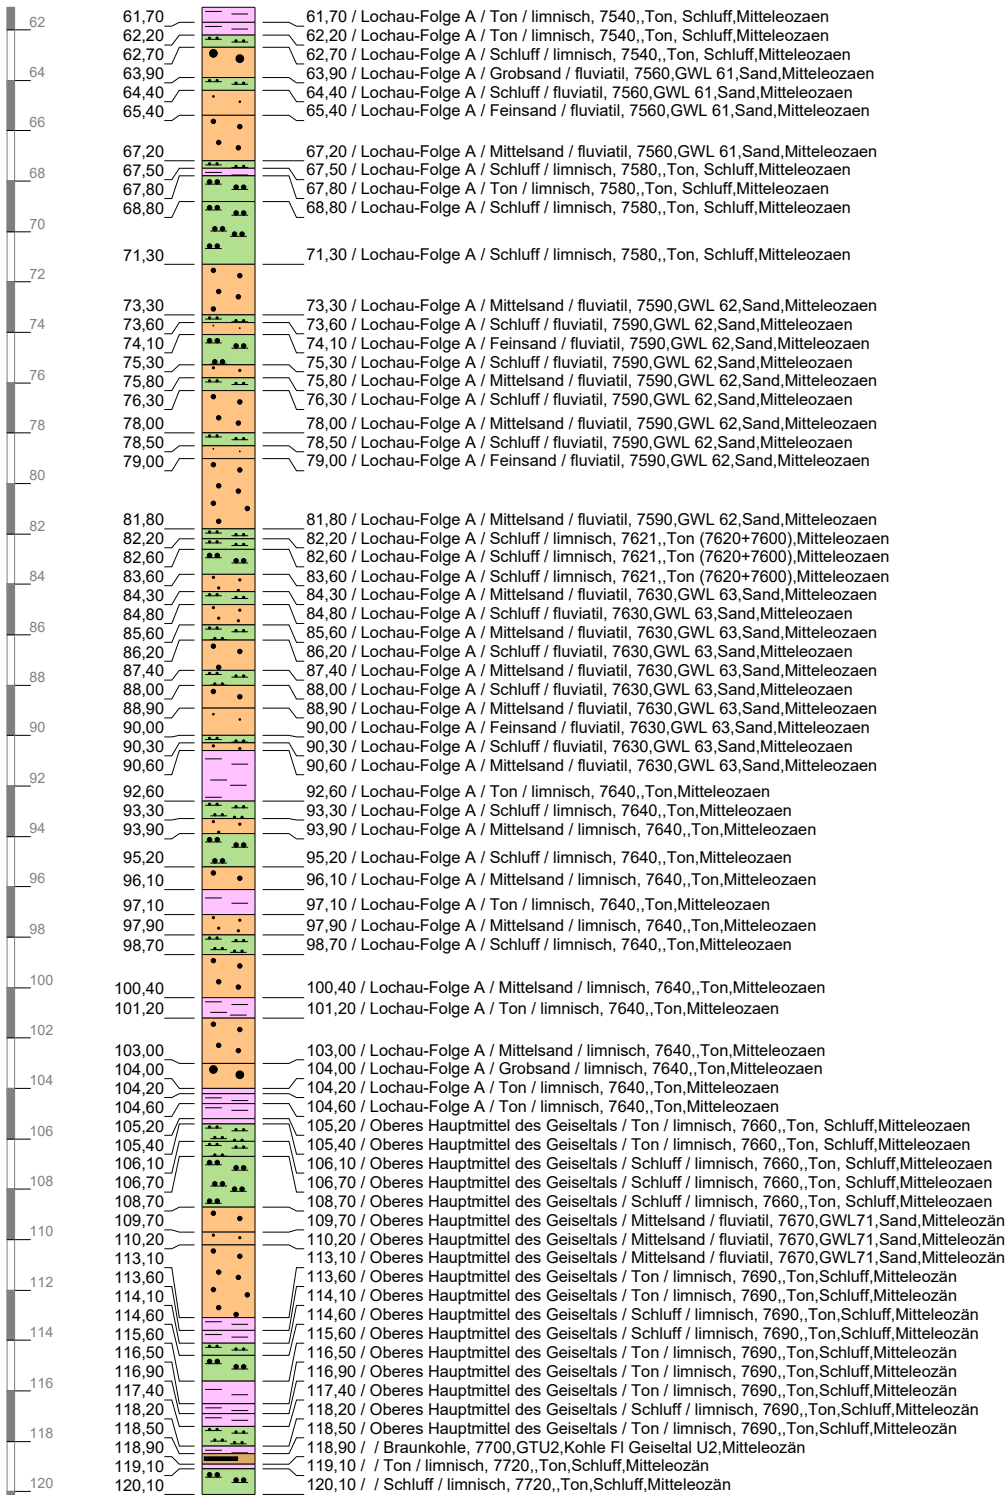 61,70 61,70 / Lochau-Folge A / Ton / limnisch, 7540,,Ton, Schluff,Mitteleozaen
62
62,20 62,20 / Lochau-Folge A / Ton / limnisch, 7540,,Ton, Schluff,Mitteleozaen
62,70 62,70 / Lochau-Folge A / Schluff / limnisch, 7540,,Ton, Schluff,Mitteleozaen
63,90 63,90 / Lochau-Folge A / Grobsand / fluviatil, 7560,GWL 61,Sand,Mitteleozaen
64
64,40 64,40 / Lochau-Folge A / Schluff / fluviatil, 7560,GWL 61,Sand,Mitteleozaen
65,40 65,40 / Lochau-Folge A / Feinsand / fluviatil, 7560,GWL 61,Sand,Mitteleozaen
66
67,20 67,20 / Lochau-Folge A / Mittelsand / fluviatil, 7560,GWL 61,Sand,Mitteleozaen
67,50 67,50 / Lochau-Folge A / Schluff / limnisch, 7580,,Ton, Schluff,Mitteleozaen
68
67,80 67,80 / Lochau-Folge A / Ton / limnisch, 7580,,Ton, Schluff,Mitteleozaen
68,80 68,80 / Lochau-Folge A / Schluff / limnisch, 7580,,Ton, Schluff,Mitteleozaen
70
71,30 71,30 / Lochau-Folge A / Schluff / limnisch, 7580,,Ton, Schluff,Mitteleozaen
72
73,30 73,30 / Lochau-Folge A / Mittelsand / fluviatil, 7590,GWL 62,Sand,Mitteleozaen
73,60 73,60 / Lochau-Folge A / Schluff / fluviatil, 7590,GWL 62,Sand,Mitteleozaen
74
74,10 74,10 / Lochau-Folge A / Feinsand / fluviatil, 7590,GWL 62,Sand,Mitteleozaen
75,30 75,30 / Lochau-Folge A / Schluff / fluviatil, 7590,GWL 62,Sand,Mitteleozaen
76
75,80 75,80 / Lochau-Folge A / Mittelsand / fluviatil, 7590,GWL 62,Sand,Mitteleozaen
76,30 76,30 / Lochau-Folge A / Schluff / fluviatil, 7590,GWL 62,Sand,Mitteleozaen
78,00 78,00 / Lochau-Folge A / Mittelsand / fluviatil, 7590,GWL 62,Sand,Mitteleozaen
78
78,50 78,50 / Lochau-Folge A / Schluff / fluviatil, 7590,GWL 62,Sand,Mitteleozaen
79,00 79,00 / Lochau-Folge A / Feinsand / fluviatil, 7590,GWL 62,Sand,Mitteleozaen
80
81,80 81,80 / Lochau-Folge A / Mittelsand / fluviatil, 7590,GWL 62,Sand,Mitteleozaen
82
82,20 82,20 / Lochau-Folge A / Schluff / limnisch, 7621,,Ton (7620+7600),Mitteleozaen
82,60 82,60 / Lochau-Folge A / Schluff / limnisch, 7621,,Ton (7620+7600),Mitteleozaen
83,60 83,60 / Lochau-Folge A / Schluff / limnisch, 7621,,Ton (7620+7600),Mitteleozaen
84
84,30 84,30 / Lochau-Folge A / Mittelsand / fluviatil, 7630,GWL 63,Sand,Mitteleozaen
84,80 84,80 / Lochau-Folge A / Schluff / fluviatil, 7630,GWL 63,Sand,Mitteleozaen
86
85,60 85,60 / Lochau-Folge A / Mittelsand / fluviatil, 7630,GWL 63,Sand,Mitteleozaen
86,20 86,20 / Lochau-Folge A / Schluff / fluviatil, 7630,GWL 63,Sand,Mitteleozaen
87,40 87,40 / Lochau-Folge A / Mittelsand / fluviatil, 7630,GWL 63,Sand,Mitteleozaen
88
88,00 88,00 / Lochau-Folge A / Schluff / fluviatil, 7630,GWL 63,Sand,Mitteleozaen
88,90 88,90 / Lochau-Folge A / Mittelsand / fluviatil, 7630,GWL 63,Sand,Mitteleozaen
90
90,00 90,00 / Lochau-Folge A / Feinsand / fluviatil, 7630,GWL 63,Sand,Mitteleozaen
90,30 90,30 / Lochau-Folge A / Schluff / fluviatil, 7630,GWL 63,Sand,Mitteleozaen
90,60 90,60 / Lochau-Folge A / Mittelsand / fluviatil, 7630,GWL 63,Sand,Mitteleozaen
92
92,60 92,60 / Lochau-Folge A / Ton / limnisch, 7640,,Ton,Mitteleozaen
93,30 93,30 / Lochau-Folge A / Schluff / limnisch, 7640,,Ton,Mitteleozaen
94
93,90 93,90 / Lochau-Folge A / Mittelsand / limnisch, 7640,,Ton,Mitteleozaen
95,20 95,20 / Lochau-Folge A / Schluff / limnisch, 7640,,Ton,Mitteleozaen
96
96,10 96,10 / Lochau-Folge A / Mittelsand / limnisch, 7640,,Ton,Mitteleozaen
97,10 97,10 / Lochau-Folge A / Ton / limnisch, 7640,,Ton,Mitteleozaen
97,90 97,90 / Lochau-Folge A / Mittelsand / limnisch, 7640,,Ton,Mitteleozaen
98
98,70 98,70 / Lochau-Folge A / Schluff / limnisch, 7640,,Ton,Mitteleozaen
100
100,40 100,40 / Lochau-Folge A / Mittelsand / limnisch, 7640,,Ton,Mitteleozaen
101,20 101,20 / Lochau-Folge A / Ton / limnisch, 7640,,Ton,Mitteleozaen
102
103,00 103,00 / Lochau-Folge A / Mittelsand / limnisch, 7640,,Ton,Mitteleozaen
104,00 104,00 / Lochau-Folge A / Grobsand / limnisch, 7640,,Ton,Mitteleozaen
104
104,20 104,20 / Lochau-Folge A / Ton / limnisch, 7640,,Ton,Mitteleozaen
104,60 104,60 / Lochau-Folge A / Ton / limnisch, 7640,,Ton,Mitteleozaen
105,20 105,20 / Oberes Hauptmittel des Geiseltals / Ton / limnisch, 7660,,Ton, Schluff,Mitteleozaen
106
105,40 105,40 / Oberes Hauptmittel des Geiseltals / Ton / limnisch, 7660,,Ton, Schluff,Mitteleozaen
106,10 106,10 / Oberes Hauptmittel des Geiseltals / Schluff / limnisch, 7660,,Ton, Schluff,Mitteleozaen
108
106,70 106,70 / Oberes Hauptmittel des Geiseltals / Schluff / limnisch, 7660,,Ton, Schluff,Mitteleozaen
108,70 108,70 / Oberes Hauptmittel des Geiseltals / Schluff / limnisch, 7660,,Ton, Schluff,Mitteleozaen
109,70 109,70 / Oberes Hauptmittel des Geiseltals / Mittelsand / fluviatil, 7670,GWL71,Sand,Mitteleozän
110
110,20 110,20 / Oberes Hauptmittel des Geiseltals / Mittelsand / fluviatil, 7670,GWL71,Sand,Mitteleozän
113,10 113,10 / Oberes Hauptmittel des Geiseltals / Mittelsand / fluviatil, 7670,GWL71,Sand,Mitteleozän
112
113,60 113,60 / Oberes Hauptmittel des Geiseltals / Ton / limnisch, 7690,,Ton,Schluff,Mitteleozän
114,10 114,10 / Oberes Hauptmittel des Geiseltals / Ton / limnisch, 7690,,Ton,Schluff,Mitteleozän
114,60 114,60 / Oberes Hauptmittel des Geiseltals / Schluff / limnisch, 7690,,Ton,Schluff,Mitteleozän
114
115,60 115,60 / Oberes Hauptmittel des Geiseltals / Schluff / limnisch, 7690,,Ton,Schluff,Mitteleozän
116,50 116,50 / Oberes Hauptmittel des Geiseltals / Ton / limnisch, 7690,,Ton,Schluff,Mitteleozän
116,90 116,90 / Oberes Hauptmittel des Geiseltals / Ton / limnisch, 7690,,Ton,Schluff,Mitteleozän
116
117,40 117,40 / Oberes Hauptmittel des Geiseltals / Ton / limnisch, 7690,,Ton,Schluff,Mitteleozän
118,20 118,20 / Oberes Hauptmittel des Geiseltals / Schluff / limnisch, 7690,,Ton,Schluff,Mitteleozän
118,50 118,50 / Oberes Hauptmittel des Geiseltals / Ton / limnisch, 7690,,Ton,Schluff,Mitteleozän
118
118,90 118,90 / / Braunkohle, 7700,GTU2,Kohle Fl Geiseltal U2,Mitteleozän
119,10 119,10 / / Ton / limnisch, 7720,,Ton,Schluff,Mitteleozän
120
120,10 120,10 / / Schluff / limnisch, 7720,,Ton,Schluff,Mitteleozän